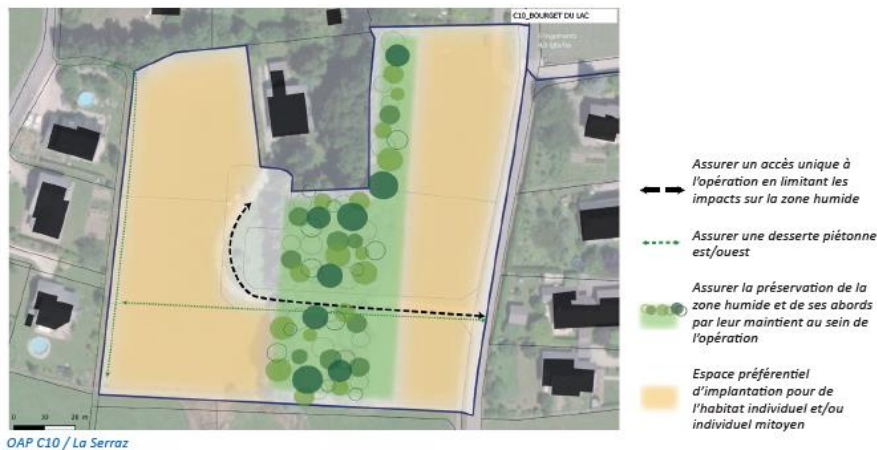 C10_BOURGET DU LAC
Assurer un accès unique à
l'opération en limitant les
impacts sur la zone humide
Assurer une desserte piétonne
est/ouest
Assurer la préservation de la
zone humide et de ses abords
par leur maintient au sein de
l'opération
Espace préférentiel
d'implantation pour de
l'habitat individuel et/ou
individuel mitoyen
0
28 m
OAP C10 / La Serraz